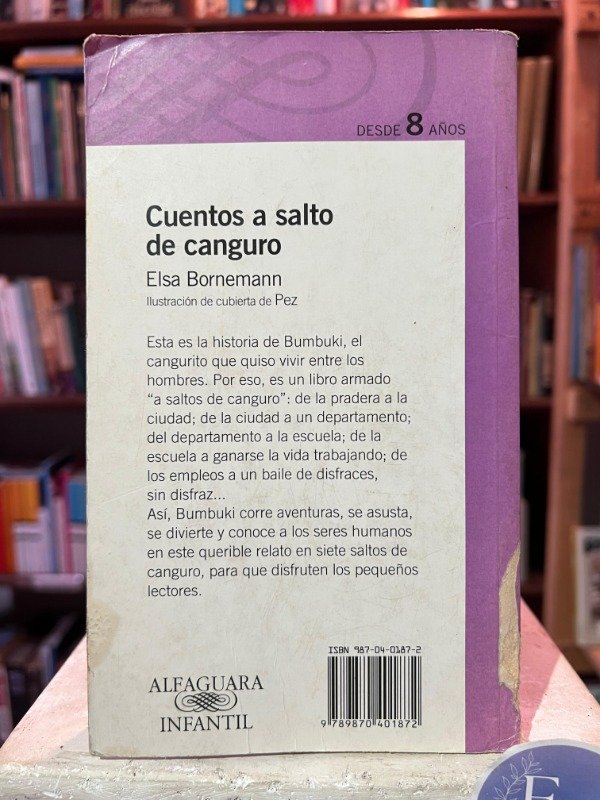 DESDE 8 AÑOS
Cuentos a salto
de canguro
Elsa Bornemann
Ilustración de cubierta de Pez
Esta es la historia de Bumbuki, el
cangurito que quiso vivir entre los
hombres. Por eso, es un libro armado
“a saltos de canguro”: de la pradera a la
ciudad; de la ciudad a un departamento;
del departamento a la escuela; de la
escuela a ganarse la vida trabajando; de
los empleos a un baile de disfraces,
sin disfraz...
Así, Bumbuki corre aventuras, se asusta,
se divierte y conoce a los seres humanos
en este querible relato en siete saltos de
canguro, para que disfruten los pequeños
lectores.
ISBN 987-04-0187-2
ALFAGUARA
INFANTIL
9 789870 401872
E